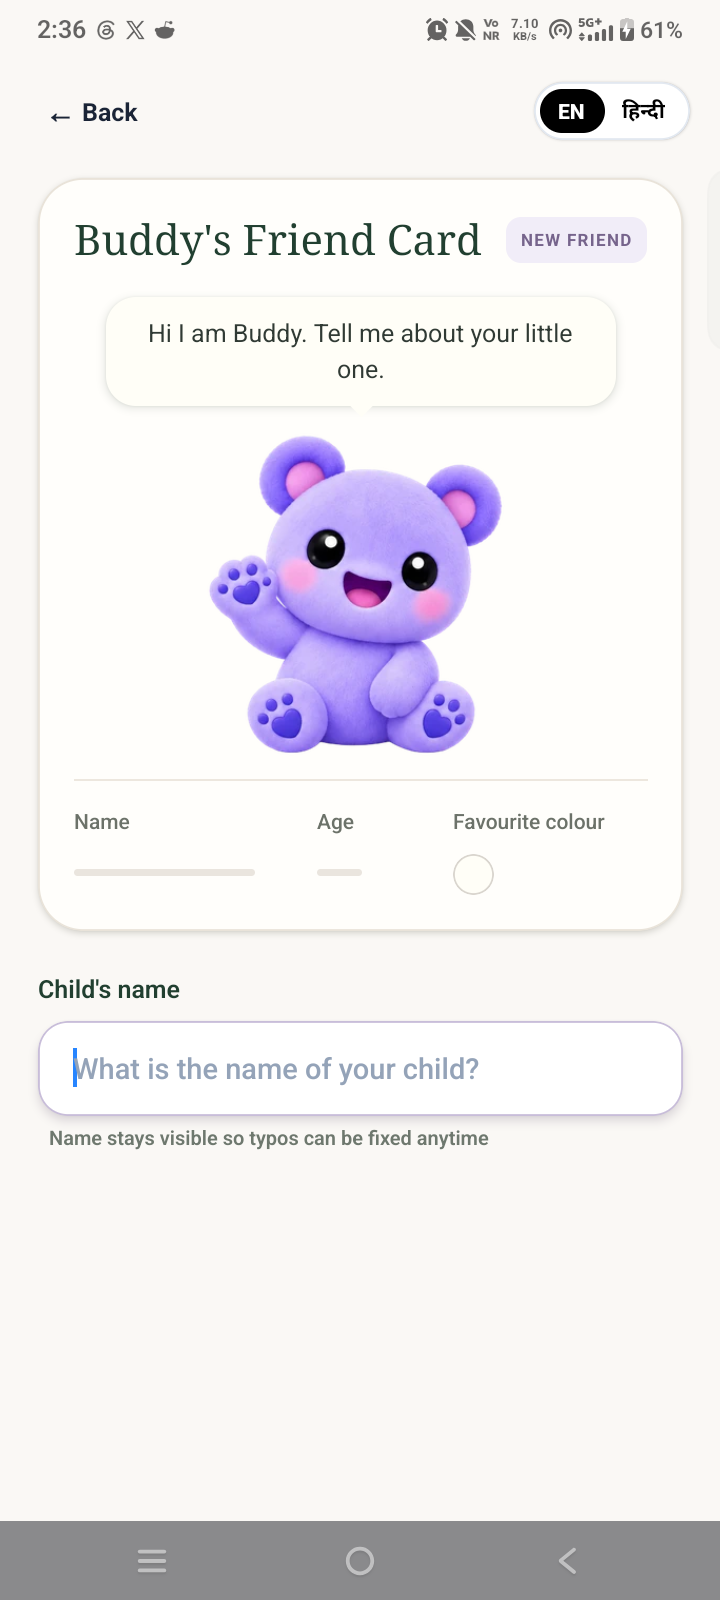 2:36
Vo
NR
7.10
KB/s
5G+
61%
← Back
EN
हिन्दी
Buddy's Friend Card
NEW FRIEND
Hi I am Buddy. Tell me about your little
one.
Name
Age
Favourite colour
Child's name
What is the name of your child?
Name stays visible so typos can be fixed anytime